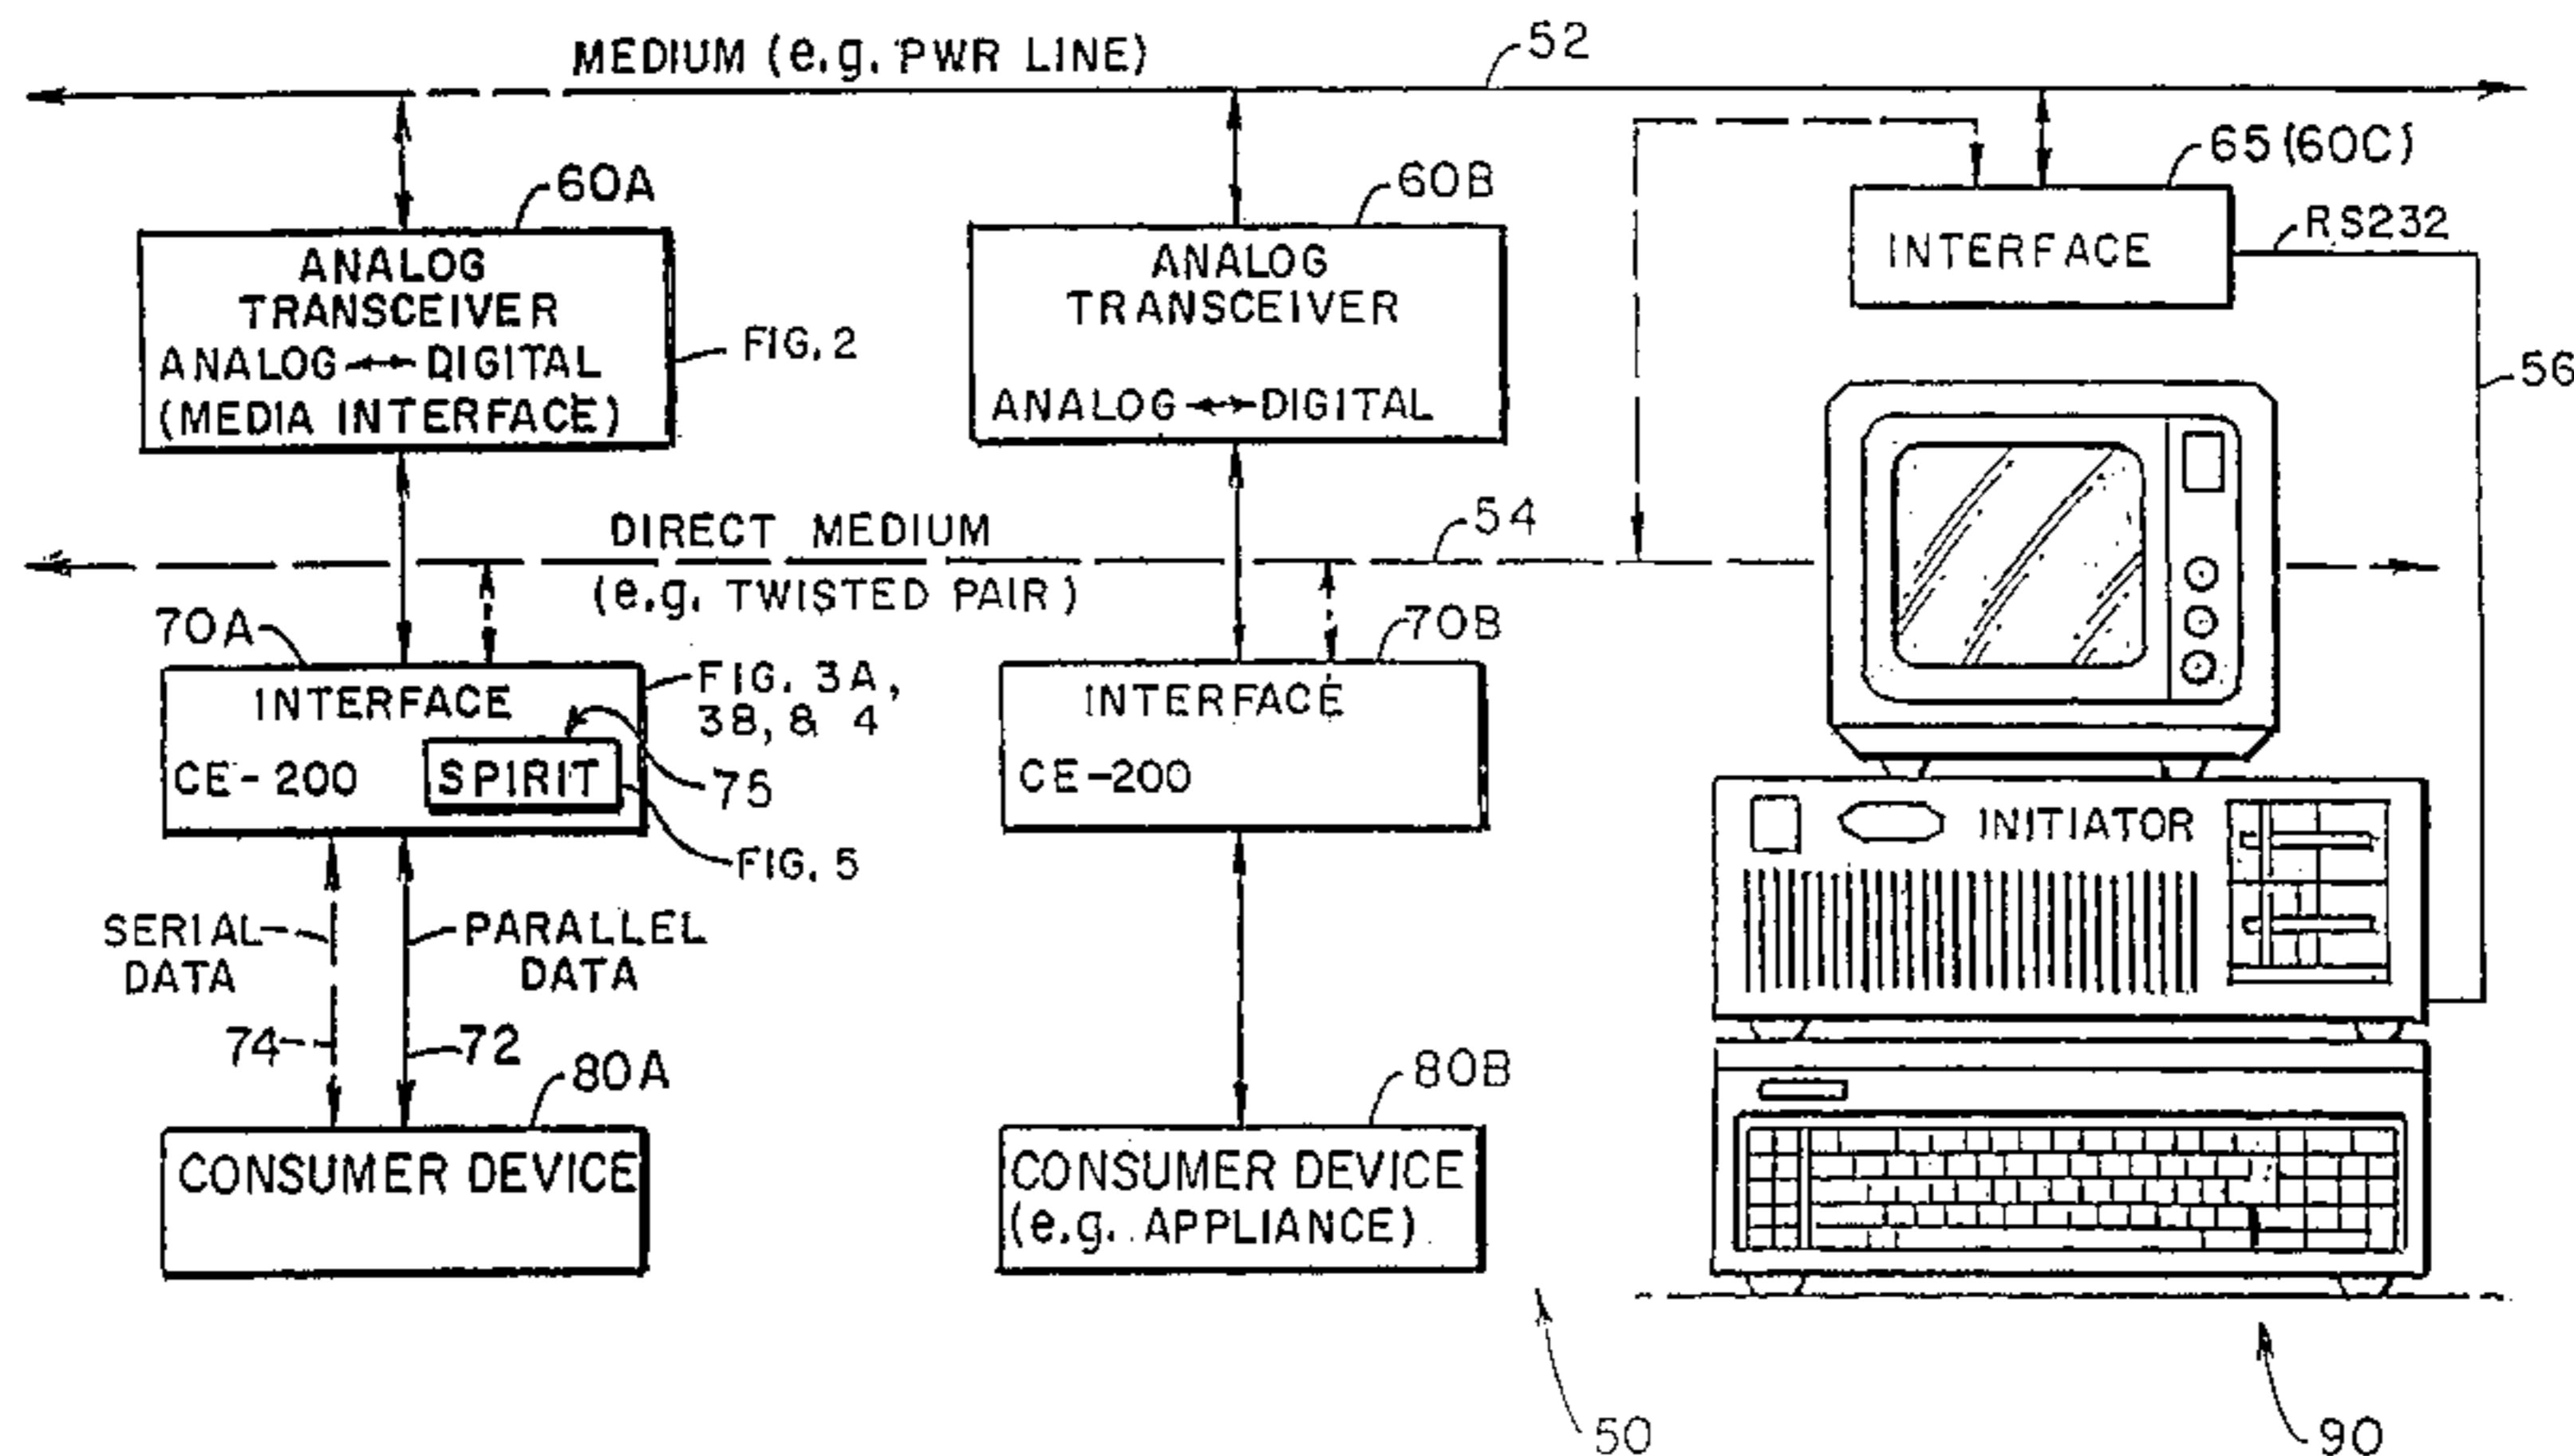 MEDIUM (e.g. PWR LINE)
52
60A
60B
65 (60C)
ANALOG
TRANSCEIVER
ANALOG ↔ DIGITAL
(MEDIA INTERFACE)
FIG. 2
ANALOG
TRANSCEIVER
ANALOG ↔ DIGITAL
INTERFACE
RS232
56
DIRECT MEDIUM
(e.g. TWISTED PAIR)
54
70A
INTERFACE
CE-200
SPIRIT
FIG. 3A,
3B, & 4
75
FIG. 5
70B
INTERFACE
CE-200
INITIATOR
SERIAL
DATA
PARALLEL
DATA
74
72
80A
CONSUMER DEVICE
80B
CONSUMER DEVICE
(e.g. APPLIANCE)
50
90